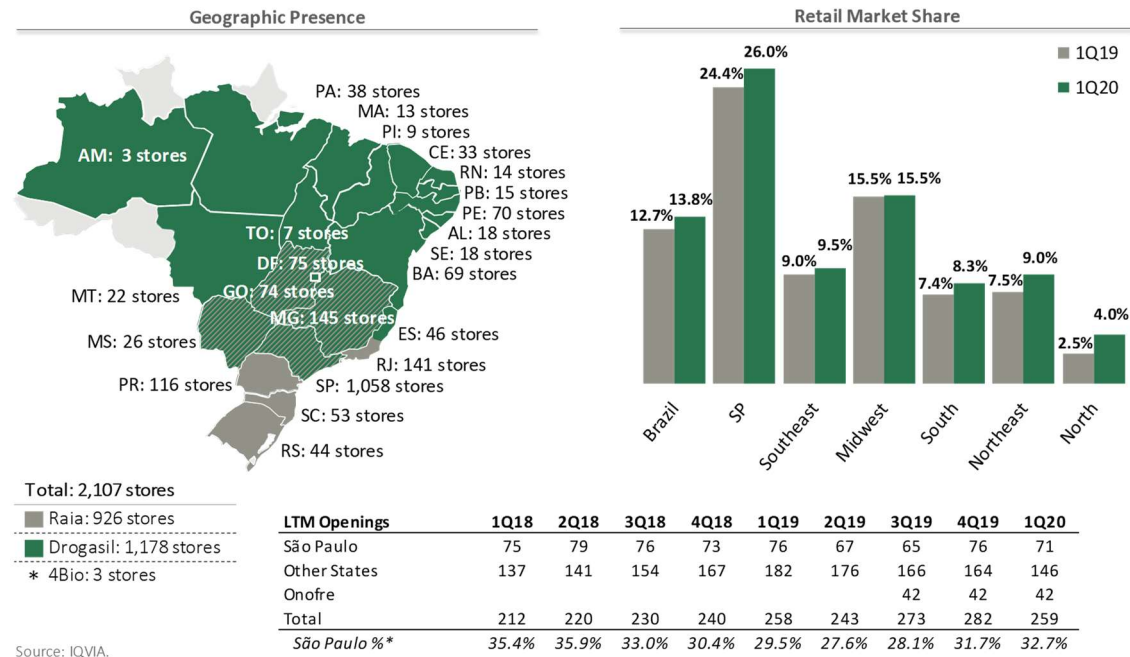 Geographic Presence
PA: 38 stores
MA: 13 stores
PI: 9 stores
CE: 33 stores
RN: 14 stores
PB: 15 stores
PE: 70 stores
AL: 18 stores
SE: 18 stores
BA: 69 stores
AM: 3 stores
TO: 7 stores
DF: 75 stores
GO: 74 stores
MT: 22 stores
MG: 145 stores
MS: 26 stores
ES: 46 stores
RJ: 141 stores
PR: 116 stores
SP: 1,058 stores
SC: 53 stores
RS: 44 stores
Total: 2,107 stores
Raia: 926 stores
Drogasil: 1,178 stores
* 4Bio: 3 stores
Retail Market Share
1Q19
1Q20
12.7% 13.8%
24.4% 26.0%
9.0% 9.5%
15.5% 15.5%
7.4% 8.3%
7.5% 9.0%
2.5% 4.0%
Brazil
SP
Southeast
Midwest
South
Northeast
North
LTM Openings 1Q18 2Q18 3Q18 4Q18 1Q19 2Q19 3Q19 4Q19 1Q20
São Paulo 75 79 76 73 76 67 65 76 71
Other States 137 141 154 167 182 176 166 164 146
Onofre 42 42 42
Total 212 220 230 240 258 243 273 282 259
São Paulo %* 35.4% 35.9% 33.0% 30.4% 29.5% 27.6% 28.1% 31.7% 32.7%
Source: IQVIA.